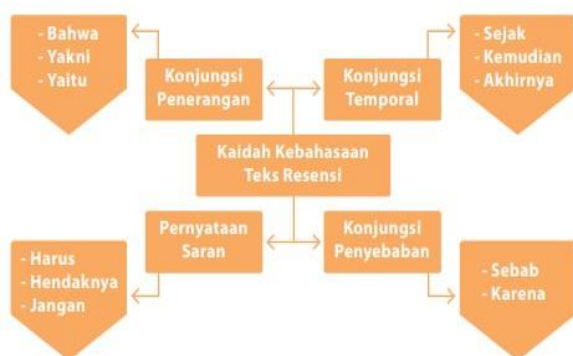 - Bahwa
- Yakni
- Yaitu
Konjungsi
Penerangan
Konjungsi
Temporal
- Sejak
- Kemudian
- Akhirnya
Kaidah Kebahasaan
Teks Resensi
- Harus
- Hendaknya
- Jangan
Pernyataan
Saran
Konjungsi
Penyebaban
- Sebab
- Karena